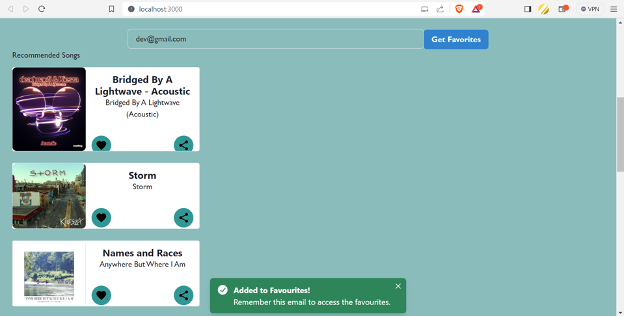 localhost:3000
VPN
dev@gmail.com
Get Favorites
Recommended Songs
Bridged By A
Lightwave - Acoustic
Bridged By A Lightwave
(Acoustic)
STORM
Storm
Storm
Names and Races
Anywhere But Where I Am
Added to Favourites!
Remember this email to access the favourites.